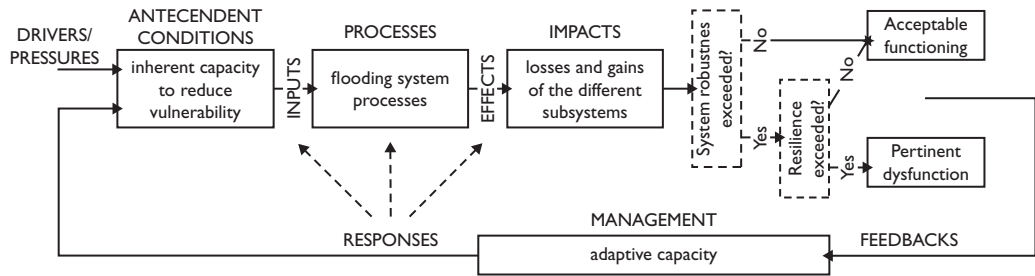 DRIVERS/
PRESSURES
ANTECENDENT
CONDITIONS
inherent capacity
to reduce
vulnerability
INPUTS
PROCESSES
flooding system
processes
EFFECTS
IMPACTS
losses and gains
of the different
subsystems
System robustnes
exceeded?
No
Yes
Resilience
exceeded?
No
Yes
Acceptable
functioning
Pertinent
dysfunction
RESPONSES
MANAGEMENT
adaptive capacity
FEEDBACKS